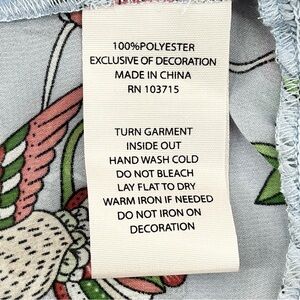 100%POLYESTER
EXCLUSIVE OF DECORATION
MADE IN CHINA
RN 103715
TURN GARMENT
INSIDE OUT
HAND WASH COLD
DO NOT BLEACH
LAY FLAT TO DRY
WARM IRON IF NEEDED
DO NOT IRON ON
DECORATION